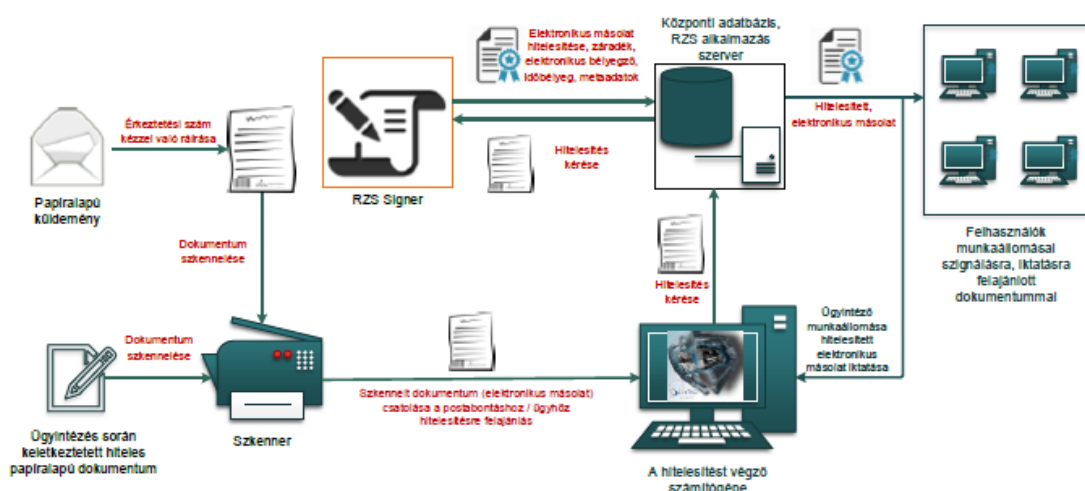 Elektronikus másolat
hitelesítése, záradék,
elektronikus bélyegző,
időbélyeg, metaadatok
Központi adatbázis,
RZS alkalmazás
szerver
Érkeztetési szám
kézzel való ráírása
Hitelesítés
kérése
Hitelesített,
elektronikus másolat
Papíralapú
küldemény
RZS Signer
Felhasználók
munkaállomásai
szignálásra, iktatásra
felajánlott
dokumentummal
Dokumentum
szkennelése
Hitelesítés
kérése
Ügyintéző
munkaállomása
hitelesített
elektronikus
másolat iktatása
Dokumentum
szkennelése
Szkennelt dokumentum (elektronikus másolat)
csatolása a postabontáshoz / ügyhöz
hitelesítésre felajánlás
Ügyintézés során
keletkeztetett hiteles
papíralapú dokumentum
Szkenner
A hitelesítést végző
számítógépe